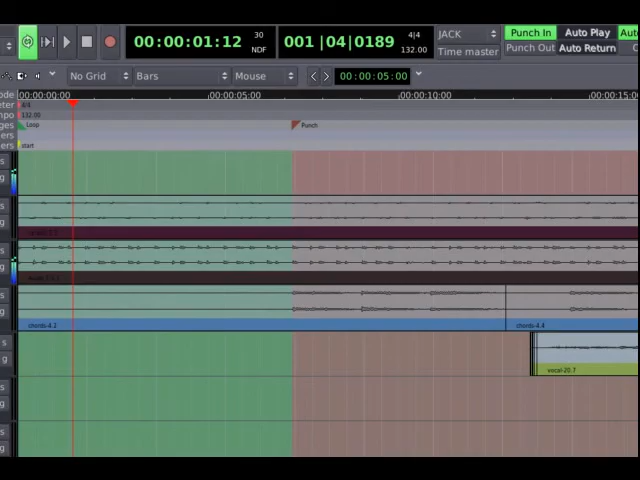 00:00:01:12
30
NDF
001 |04|0189
4|4
132.00
JACK
Time master
Punch In
Punch Out
Auto Play
Auto Return
No Grid
Bars
Mouse
00:00:05:00
00:00:00:00
00:00:05:00
00:00:10:00
00:00:15:0
4/4
132.00
Loop
Punch
start
chords-4.2
chords-4.4
vocal-20.7